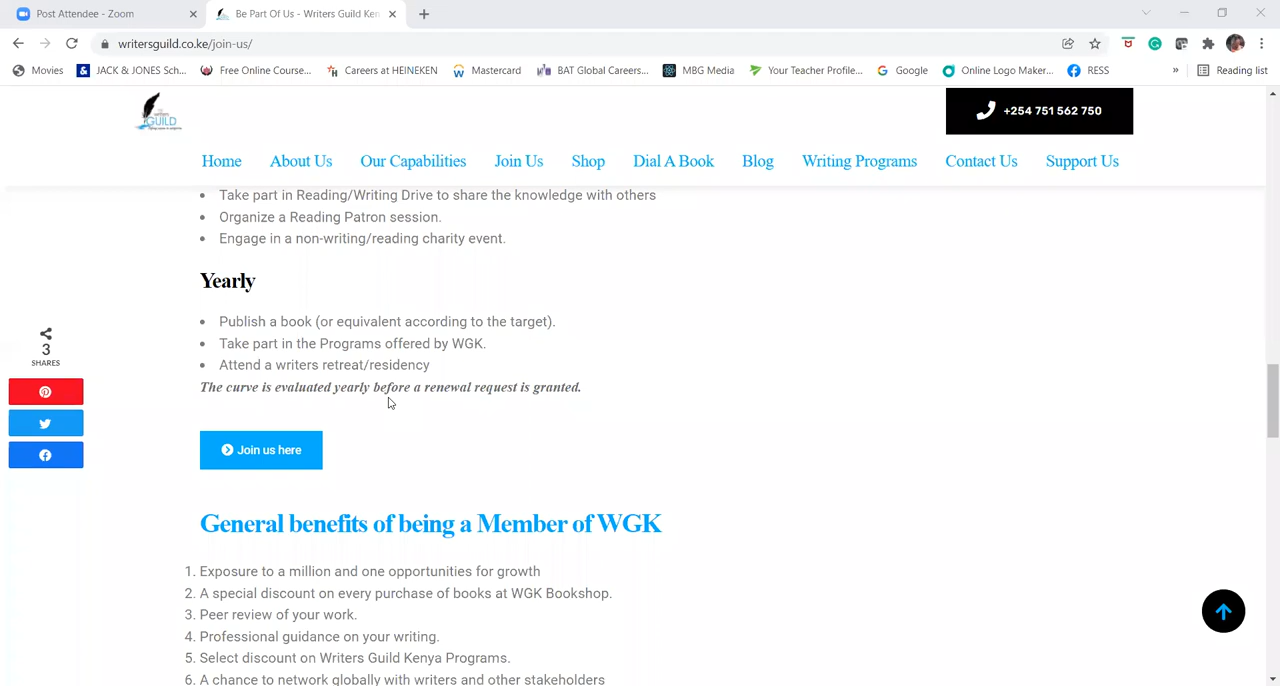 Post Attendee - Zoom
Be Part Of Us - Writers Guild Ken
writersguild.co.ke/join-us/
Movies
JACK & JONES Sch...
Free Online Course...
Careers at HEINEKEN
Mastercard
BAT Global Careers...
MBG Media
Your Teacher Profile...
Google
Online Logo Maker...
RESS
»
Reading list
GUILD
+254 751 562 750
Home
About Us
Our Capabilities
Join Us
Shop
Dial A Book
Blog
Writing Programs
Contact Us
Support Us
• Take part in Reading/Writing Drive to share the knowledge with others
• Organize a Reading Patron session.
• Engage in a non-writing/reading charity event.
Yearly
• Publish a book (or equivalent according to the target).
• Take part in the Programs offered by WGK.
• Attend a writers retreat/residency
The curve is evaluated yearly before a renewal request is granted.
3
SHARES
Join us here
General benefits of being a Member of WGK
1. Exposure to a million and one opportunities for growth
2. A special discount on every purchase of books at WGK Bookshop.
3. Peer review of your work.
4. Professional guidance on your writing.
5. Select discount on Writers Guild Kenya Programs.
6. A chance to network globally with writers and other stakeholders